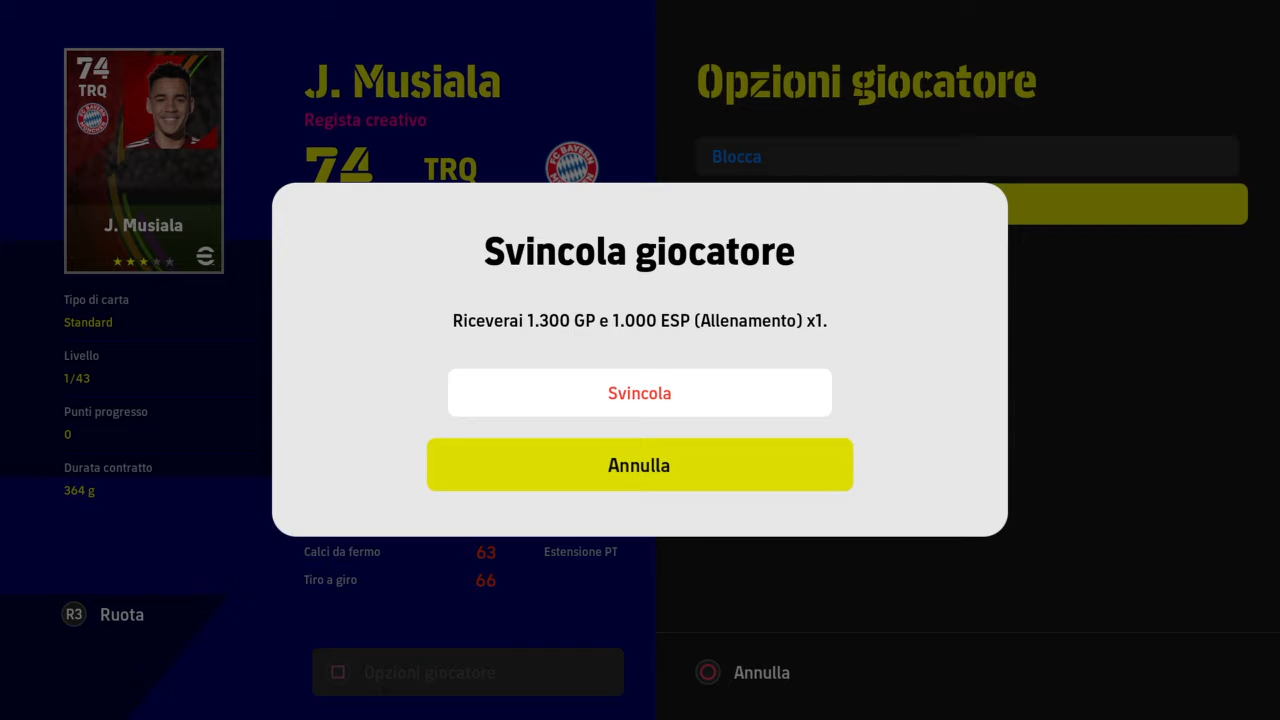 74
TRQ
J. Musiala
Tipo di carta
Standard
Livello
1/43
Punti progresso
0
Durata contratto
364 g
R3 Ruota
J. Musiala
Regista creativo
74 TRQ
FC BAYERN
Calci da fermo 63 Estensione PT
Tiro a giro 66
Opzioni giocatore
Opzioni giocatore
Blocca
Svincola giocatore
Riceverai 1.300 GP e 1.000 ESP (Allenamento) x1.
Svincola
Annulla
Annulla